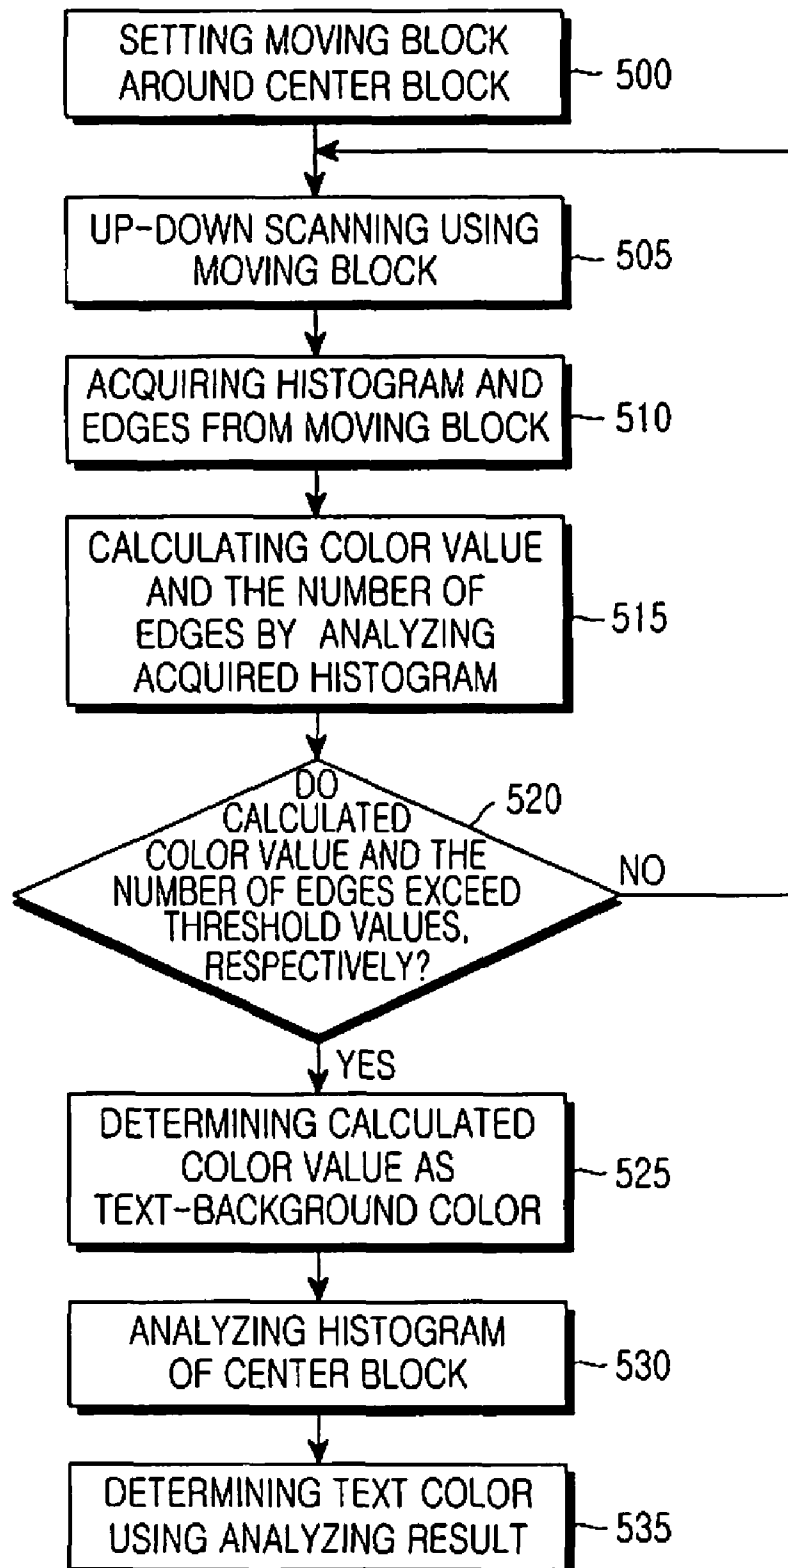 SETTING MOVING BLOCK
AROUND CENTER BLOCK
500
UP-DOWN SCANNING USING
MOVING BLOCK
505
ACQUIRING HISTOGRAM AND
EDGES FROM MOVING BLOCK
510
CALCULATING COLOR VALUE
AND THE NUMBER OF
EDGES BY ANALYZING
ACQUIRED HISTOGRAM
515
DO
CALCULATED
COLOR VALUE AND THE
NUMBER OF EDGES EXCEED
THRESHOLD VALUES,
RESPECTIVELY?
520
NO
YES
DETERMINING CALCULATED
COLOR VALUE AS
TEXT-BACKGROUND COLOR
525
ANALYZING HISTOGRAM
OF CENTER BLOCK
530
DETERMINING TEXT COLOR
USING ANALYZING RESULT
535